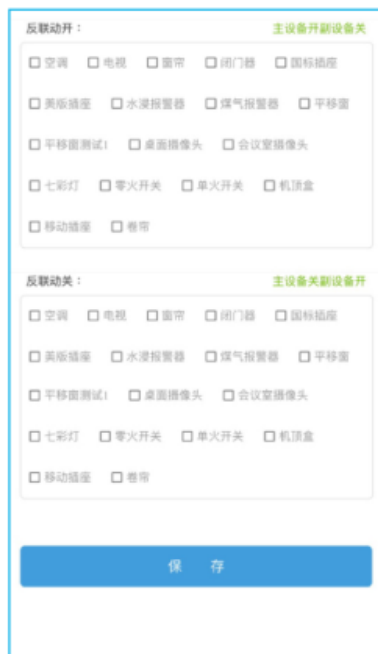 反联动开： 主设备开副设备关
空调 电视 窗帘 闭门器 国标插座
美版插座 水浸报警器 煤气报警器 平移窗
平移窗测试1 桌面摄像头 会议室摄像头
七彩灯 零火开关 单火开关 机顶盒
移动插座 卷帘
反联动关： 主设备关副设备开
空调 电视 窗帘 闭门器 国标插座
美版插座 水浸报警器 煤气报警器 平移窗
平移窗测试1 桌面摄像头 会议室摄像头
七彩灯 零火开关 单火开关 机顶盒
移动插座 卷帘
保 存